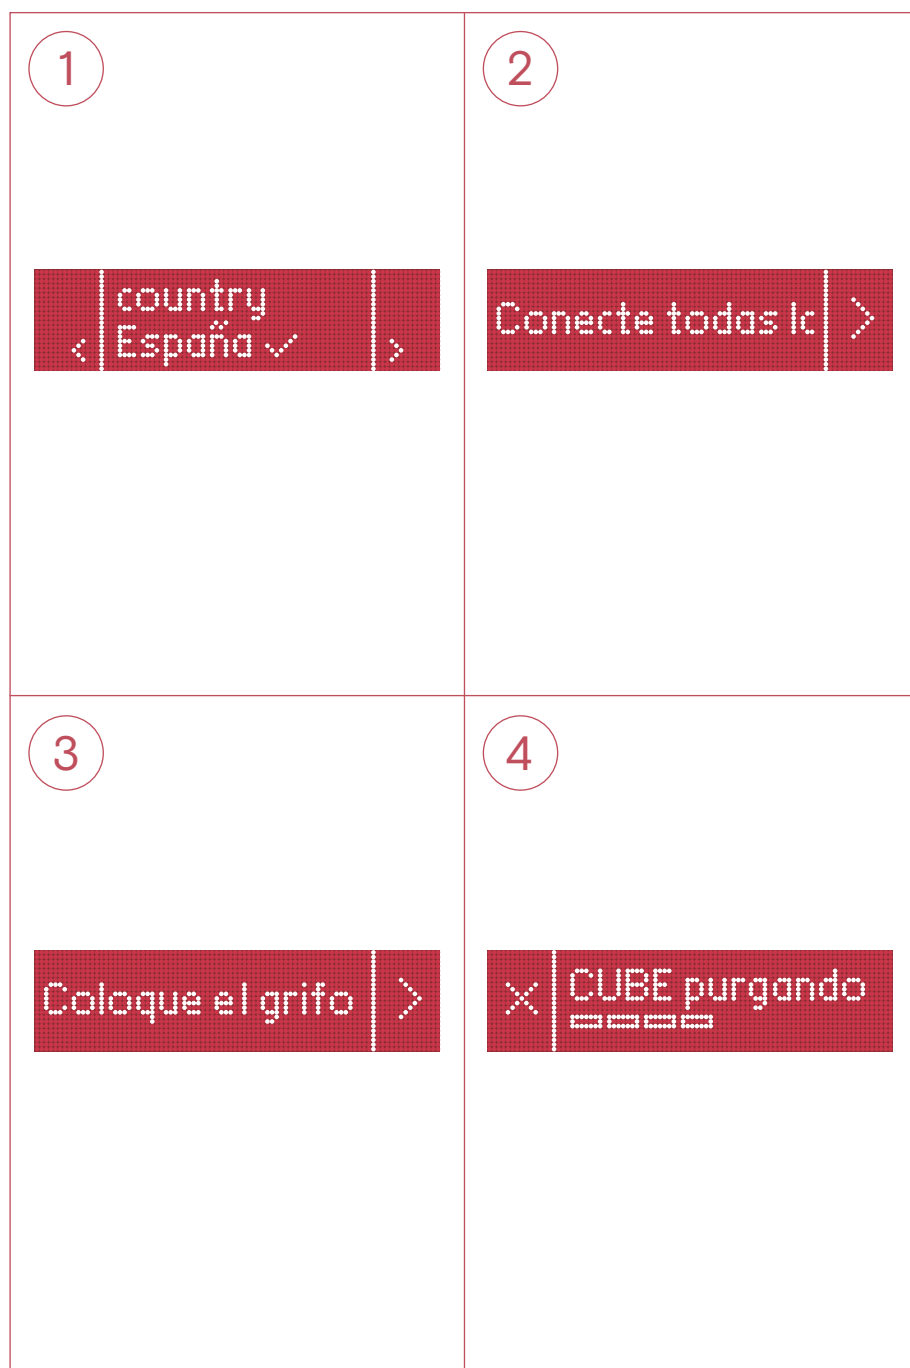 1
country
< España ✓ >
2
Conecte todas lc >
3
Coloque el grifo >
4
× CUBE purgando